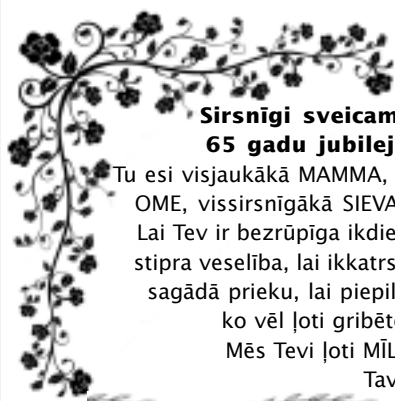 Sirsnīgi sveicam
65 gadu jubilej
Tu esi visjaukākā MAMMA,
OME, vissirsnīgākā SIEVA
Lai Tev ir bezrūpīga ikdie
stipra veselība, lai ikkatrs
sagādā prieku, lai piepil
ko vēl ļoti gribēt
Mēs Tevi ļoti MĪL
Tav